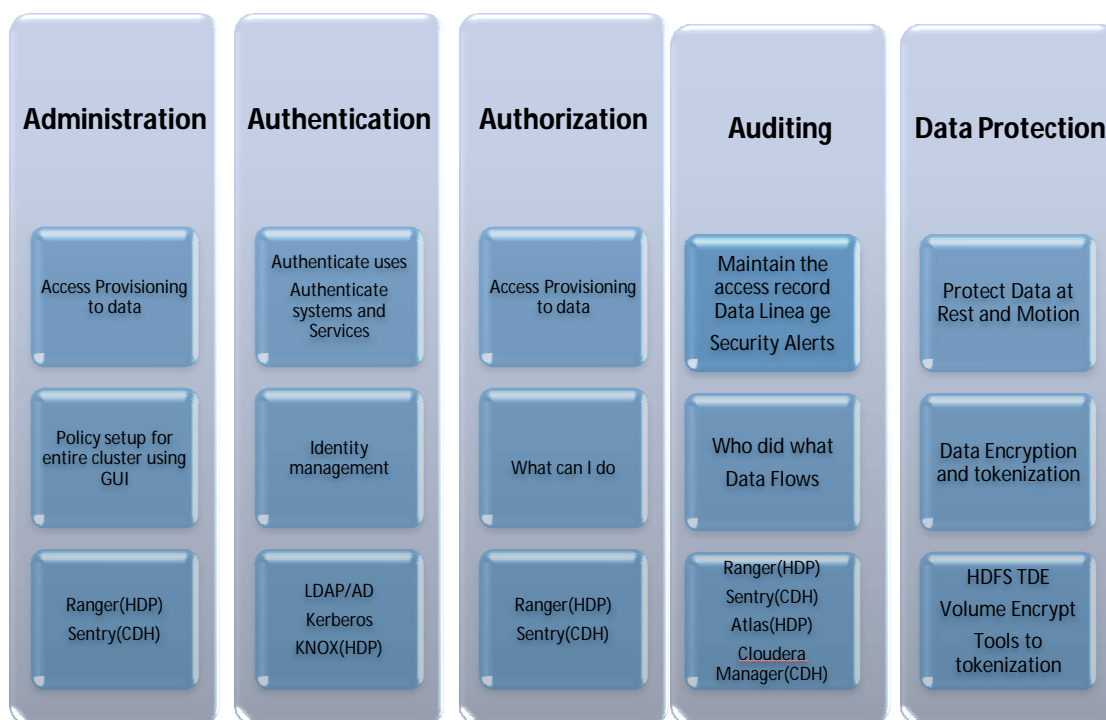 Administration
Access Provisioning
to data
Policy setup for
entire cluster using
GUI
Ranger(HDP)
Sentry(CDH)
Authentication
Authenticate uses
Authenticate
systems and
Services
Identity
management
LDAP/AD
Kerberos
KNOX(HDP)
Authorization
Access Provisioning
to data
What can I do
Ranger(HDP)
Sentry(CDH)
Auditing
Maintain the
access record
Data Linea ge
Security Alerts
Who did what
Data Flows
Ranger(HDP)
Sentry(CDH)
Atlas(HDP)
Cloudera
Manager(CDH)
Data Protection
Protect Data at
Rest and Motion
Data Encryption
and tokenization
HDFS TDE
Volume Encrypt
Tools to
tokenization